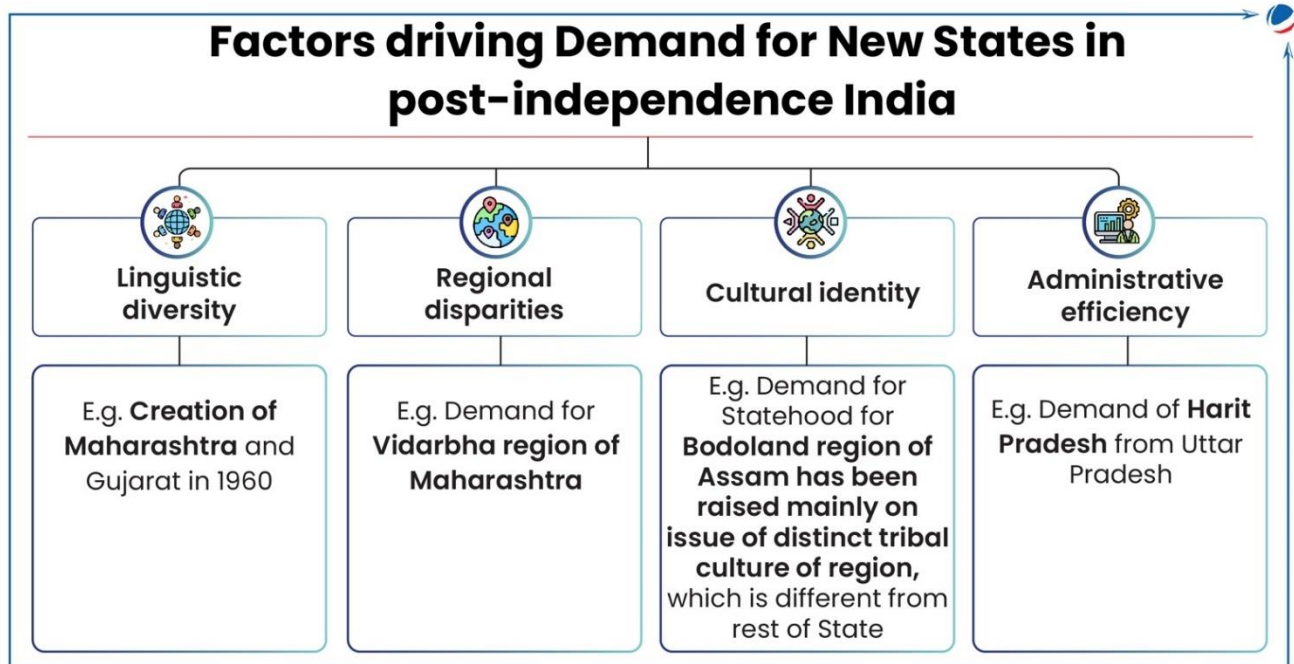 Factors driving Demand for New States in
post-independence India
Linguistic
diversity
E.g. Creation of
Maharashtra and
Gujarat in 1960
Regional
disparities
E.g. Demand for
Vidarbha region of
Maharashtra
Cultural identity
E.g. Demand for
Statehood for
Bodoland region of
Assam has been
raised mainly on
issue of distinct tribal
culture of region,
which is different from
rest of State
Administrative
efficiency
E.g. Demand of Harit
Pradesh from Uttar
Pradesh